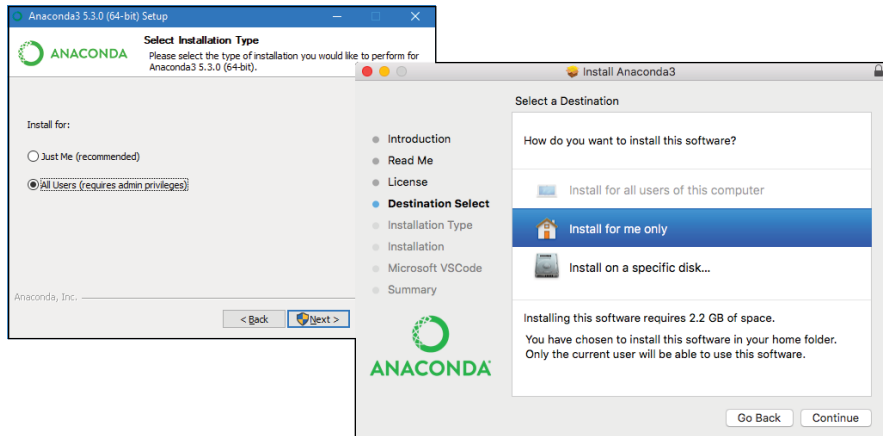 Anaconda3 5.3.0 (64-bit) Setup
ANACONDA
Select Installation Type
Please select the type of installation you would like to perform for
Anaconda3 5.3.0 (64-bit).
Install for:
Just Me (recommended)
All Users (requires admin privileges)
Anaconda, Inc.
< Back
Next >
Install Anaconda3
Select a Destination
Introduction
Read Me
License
Destination Select
Installation Type
Installation
Microsoft VSCode
Summary
ANACONDA
How do you want to install this software?
Install for all users of this computer
Install for me only
Install on a specific disk...
Installing this software requires 2.2 GB of space.
You have chosen to install this software in your home folder.
Only the current user will be able to use this software.
Go Back
Continue